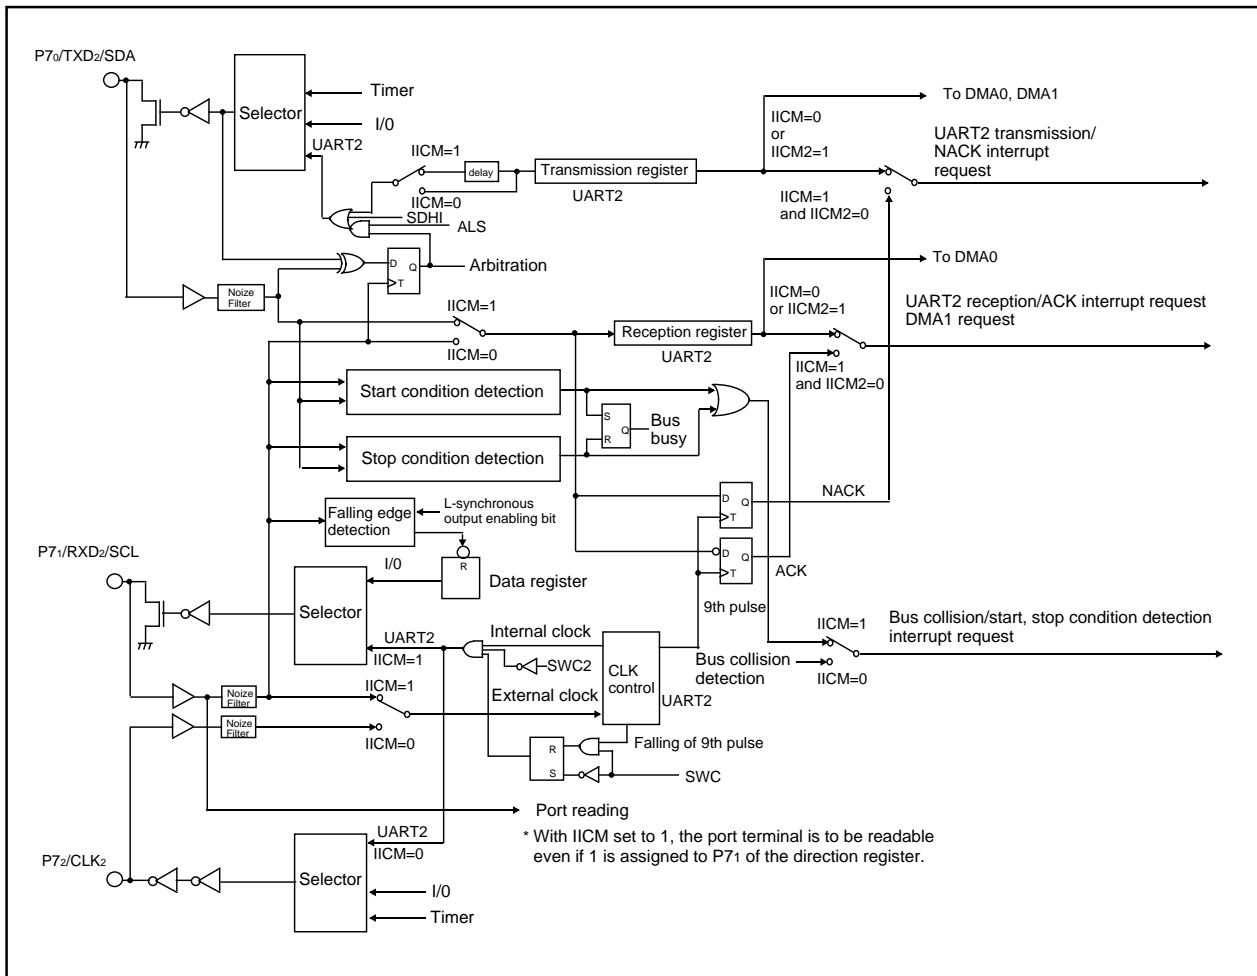 P70/TXD2/SDA
Selector
Timer
I/0
UART2
To DMA0, DMA1
IICM=0
or
IICM2=1
UART2 transmission/
NACK interrupt
request
IICM=1
delay
Transmission register
UART2
IICM=0
SDHI
ALS
IICM=1
and IICM2=0
D
Q
T
Arbitration
Noize
Filter
To DMA0
IICM=1
IICM=0
or IICM2=1
UART2 reception/ACK interrupt request
DMA1 request
Reception register
UART2
IICM=0
IICM=1
and IICM2=0
Start condition detection
S
Q
R
Bus
busy
Stop condition detection
NACK
D
Q
T
Falling edge
detection
L-synchronous
output enabling bit
P71/RXD2/SCL
R
I/0
Data register
D
Q
T
ACK
Selector
9th pulse
Internal clock
UART2
IICM=1
SWC2
CLK
control
UART2
Bus collision
detection
IICM=1
IICM=0
Bus collision/start, stop condition detection
interrupt request
Noize
Filter
IICM=1
External clock
Noize
Filter
IICM=0
R
S
Falling of 9th pulse
SWC
Port reading
* With IICM set to 1, the port terminal is to be readable
even if 1 is assigned to P71 of the direction register.
UART2
IICM=0
P72/CLK2
Selector
I/0
Timer